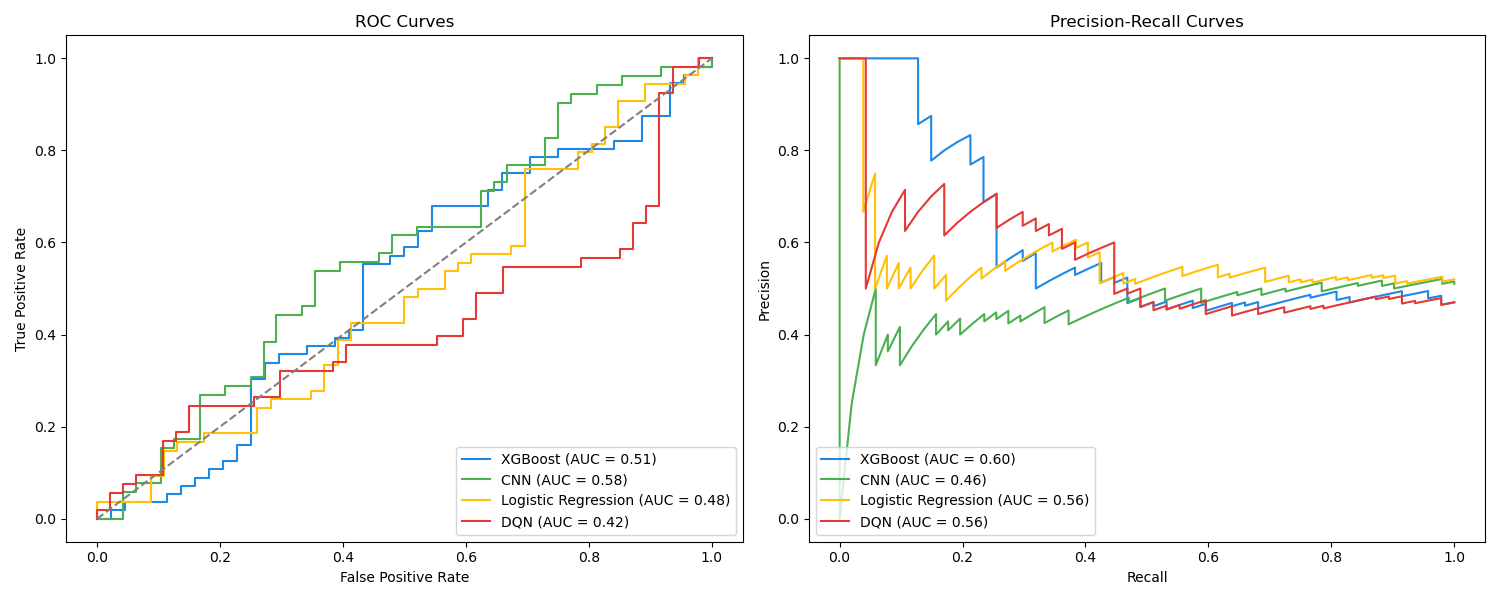 ROC Curves
True Positive Rate
1.0
0.8
0.6
0.4
0.2
0.0
XGBoost (AUC = 0.51)
CNN (AUC = 0.58)
Logistic Regression (AUC = 0.48)
DQN (AUC = 0.42)
0.0 0.2 0.4 0.6 0.8 1.0
False Positive Rate
Precision-Recall Curves
Precision
1.0
0.8
0.6
0.4
0.2
0.0
XGBoost (AUC = 0.60)
CNN (AUC = 0.46)
Logistic Regression (AUC = 0.56)
DQN (AUC = 0.56)
0.0 0.2 0.4 0.6 0.8 1.0
Recall